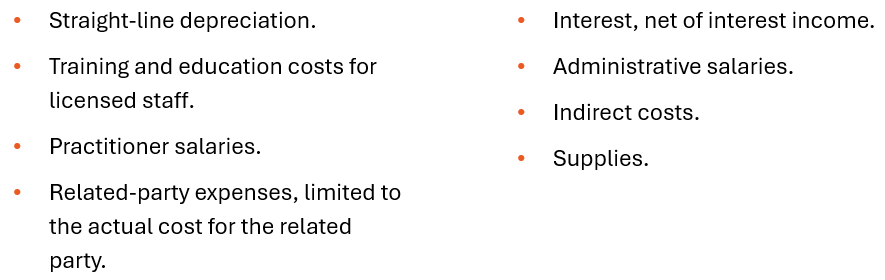 • Straight-line depreciation.
• Training and education costs for
licensed staff.
• Practitioner salaries.
• Related-party expenses, limited to
the actual cost for the related
party.
• Interest, net of interest income.
• Administrative salaries.
• Indirect costs.
• Supplies.